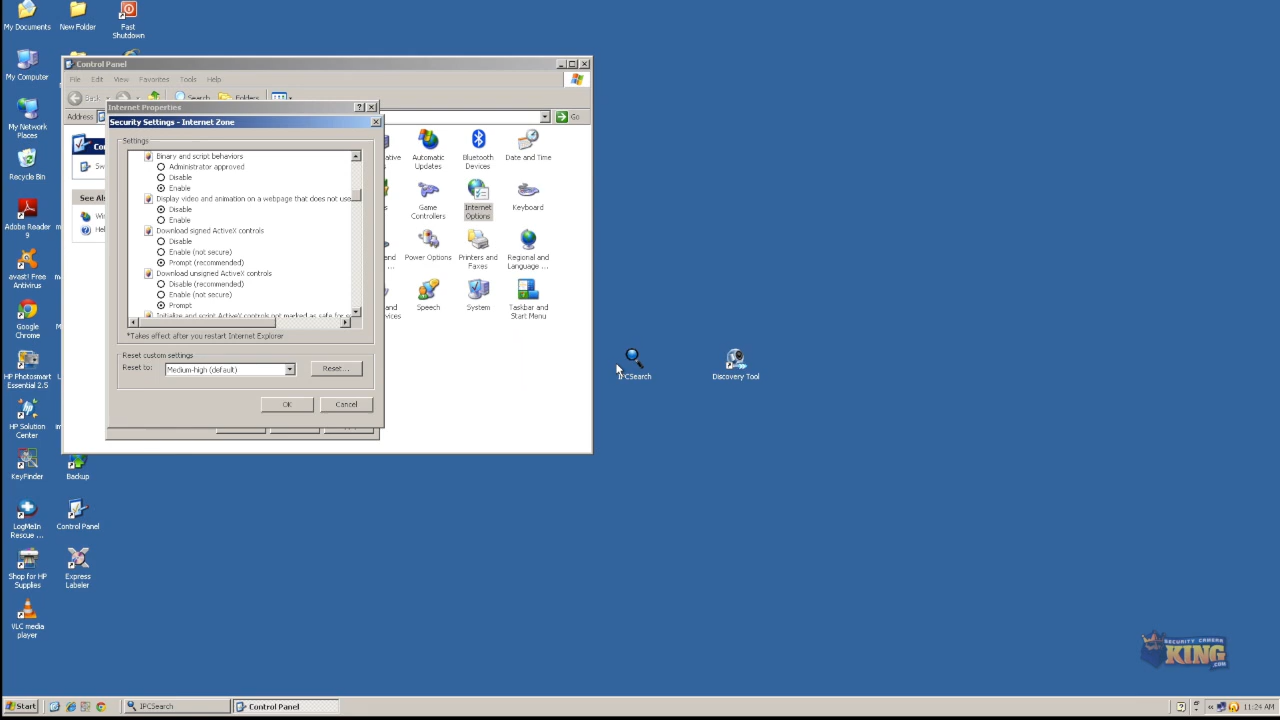 My Documents
New Folder
Fast
Shutdown
My Computer
My Network
Places
Recycle Bin
Adobe Reader
9
avast! Free
Antivirus
Google
Chrome
HP Photosmart
Essential 2.5
HP Solution
Center
KeyFinder
Backup
LogMeIn
Rescue ...
Control Panel
Shop for HP
Supplies
Express
Labeler
VLC media
player
Control Panel
File Edit View Favorites Tools Help
Back
Search
Folders
Address
Go
See Al
Internet Properties
Security Settings - Internet Zone
Settings
Binary and script behaviors
Administrator approved
Disable
Enable
Display video and animation on a webpage that does not use
Disable
Enable
Download signed ActiveX controls
Disable
Enable (not secure)
Prompt (recommended)
Download unsigned ActiveX controls
Disable (recommended)
Enable (not secure)
Prompt
Initialize and script ActiveX controls not marked as safe for s
*Takes effect after you restart Internet Explorer
Reset custom settings
Reset to:
Medium-high (default)
Reset...
OK
Cancel
Automatic
Updates
Bluetooth
Devices
Date and Time
Game
Controllers
Internet
Options
Keyboard
Power Options
Printers and
Faxes
Regional and
Language ...
Speech
System
Taskbar and
Start Menu
IPCSearch
Discovery Tool
SECURITY CAMERA
KING
.COM
Start
IPCSearch
Control Panel
11:24 AM